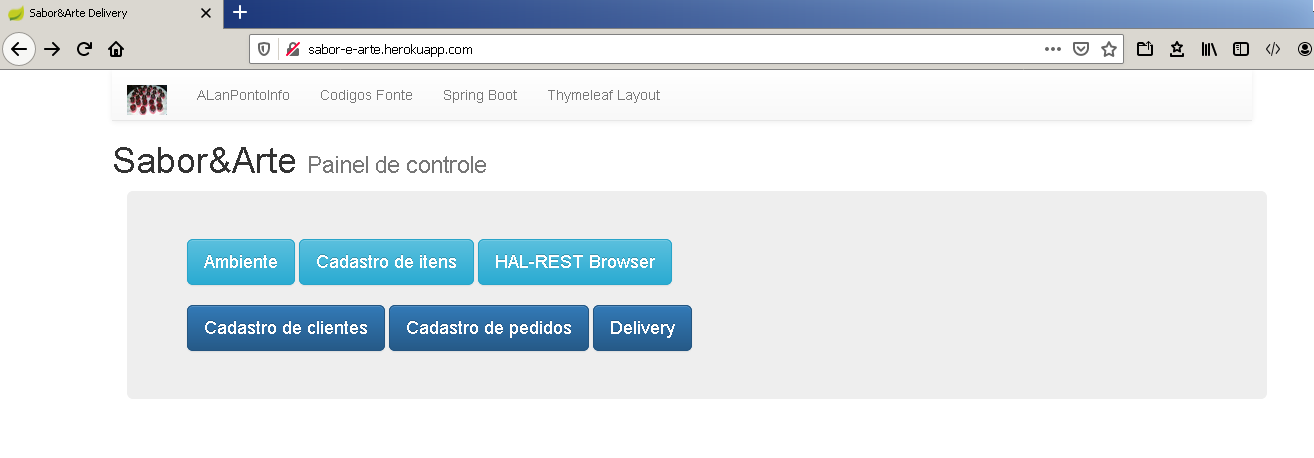 Sabor&Arte Delivery
sabor-e-arte.herokuapp.com
ALanPontoInfo Codigos Fonte Spring Boot Thymeleaf Layout
Sabor&Arte Painel de controle
Ambiente Cadastro de itens HAL-REST Browser
Cadastro de clientes Cadastro de pedidos Delivery